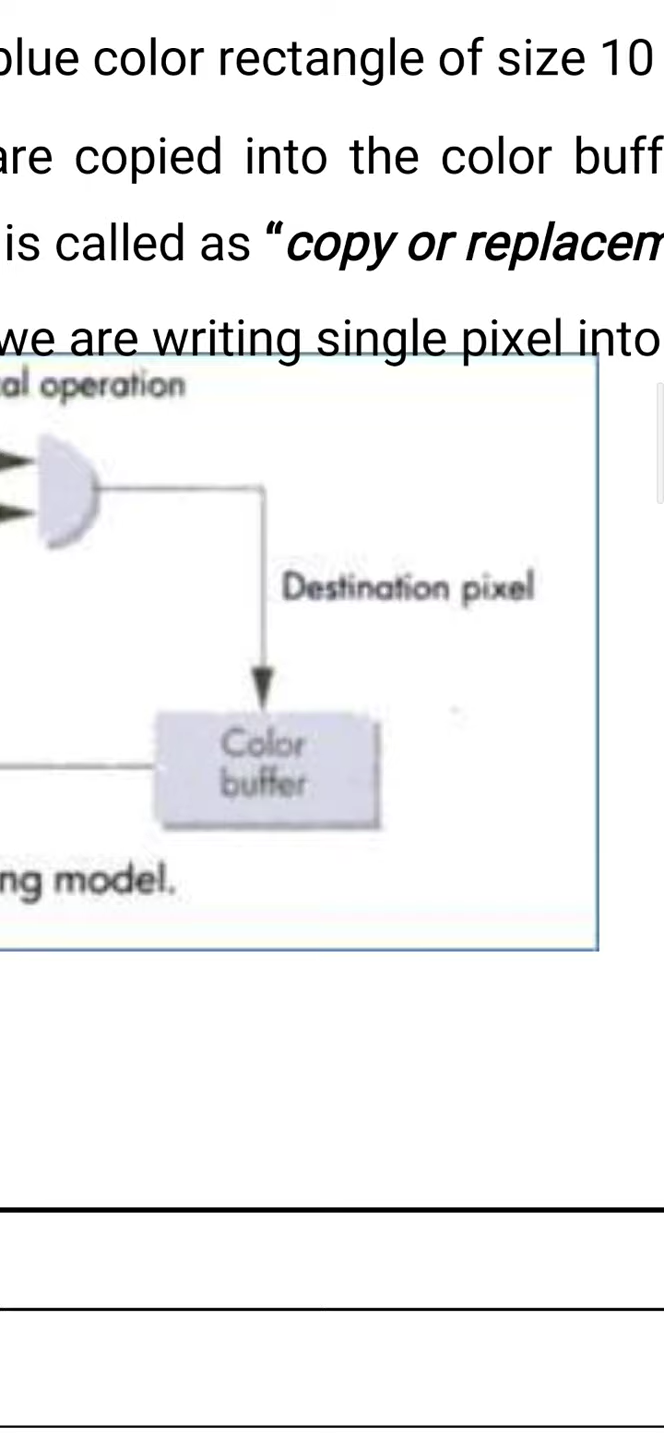 blue color rectangle of size 10
are copied into the color buff
is called as “copy or replacem
we are writing single pixel into
al operation
Destination pixel
Color
buffer
ng model.